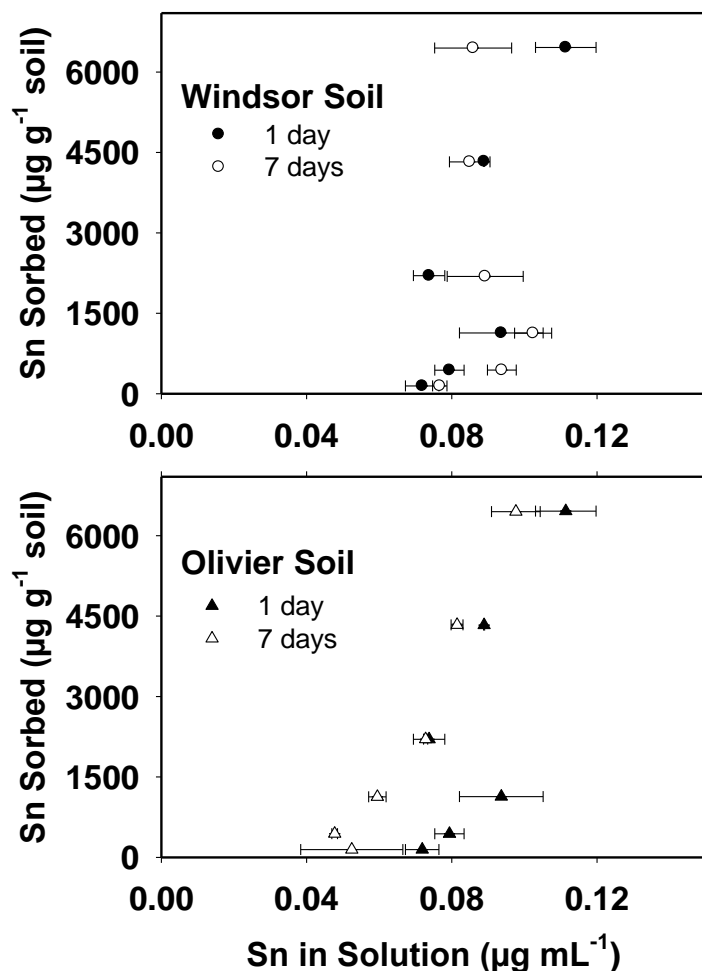 Sn Sorbed (µg g⁻¹ soil)
6000
4500
3000
1500
0
Windsor Soil
1 day
7 days
0.00 0.04 0.08 0.12
Sn Sorbed (µg g⁻¹ soil)
6000
4500
3000
1500
0
Olivier Soil
1 day
7 days
0.00 0.04 0.08 0.12
Sn in Solution (µg mL⁻¹)